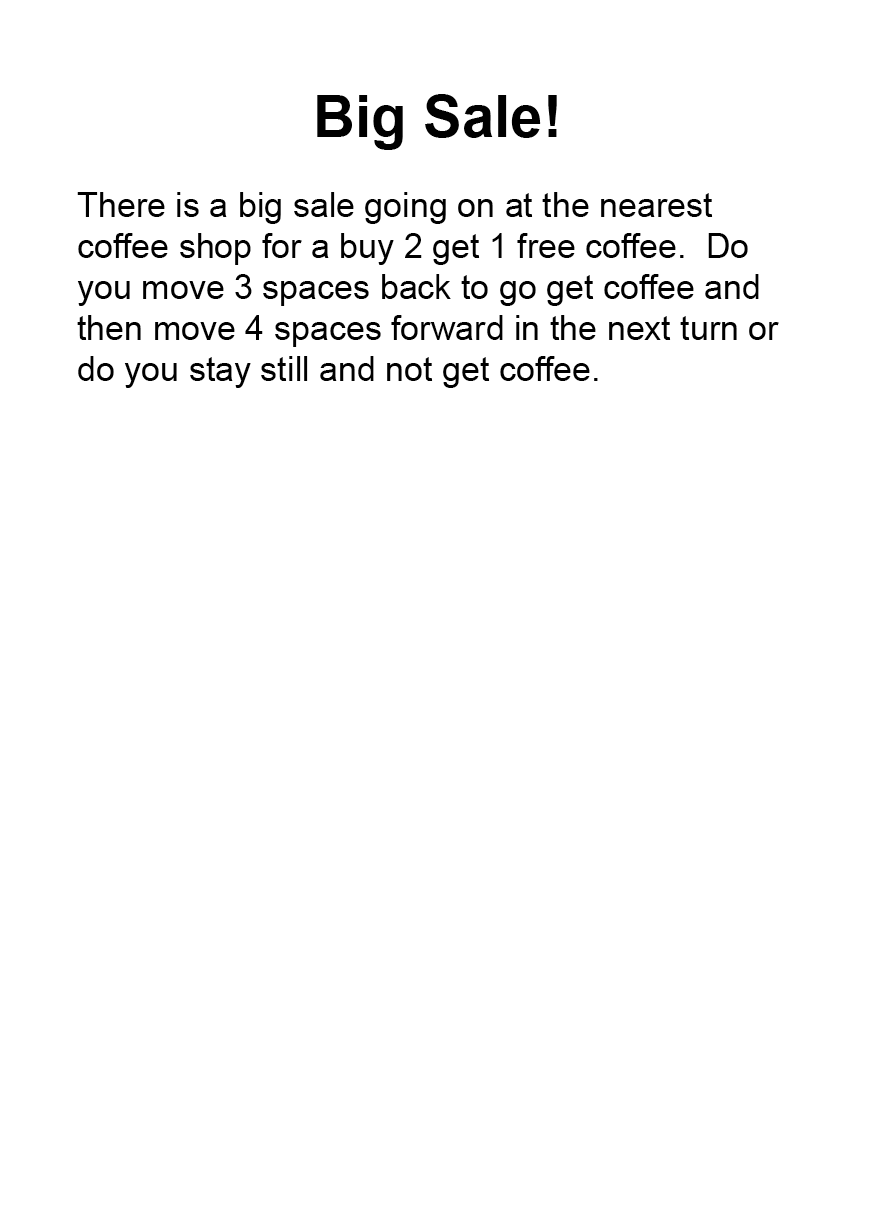 Big Sale!
There is a big sale going on at the nearest
coffee shop for a buy 2 get 1 free coffee.  Do
you move 3 spaces back to go get coffee and
then move 4 spaces forward in the next turn or
do you stay still and not get coffee.